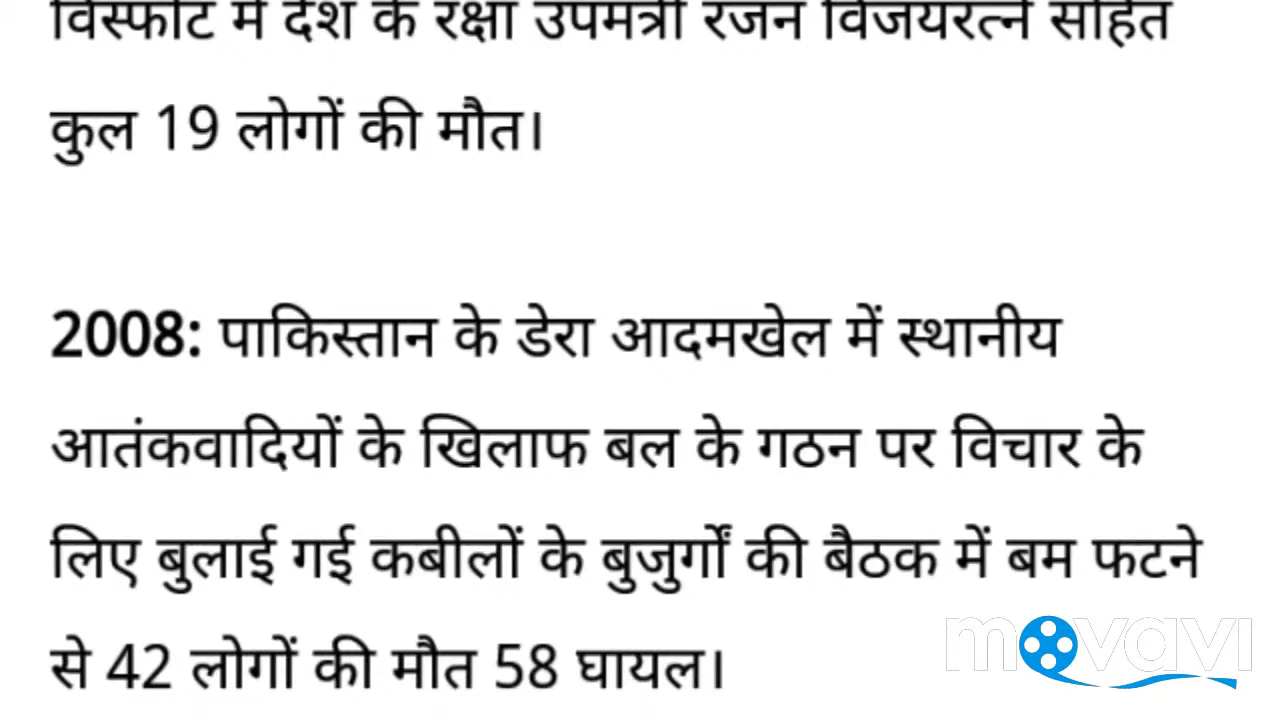 विस्फोट में देश के रक्षा उपमंत्री रंजन विजयरत्ने सहित
कुल 19 लोगों की मौत।
2008: पाकिस्तान के डेरा आदमखेल में स्थानीय
आतंकवादियों के खिलाफ बल के गठन पर विचार के
लिए बुलाई गई कबीलों के बुजुर्गों की बैठक में बम फटने
से 42 लोगों की मौत 58 घायल।
movavi